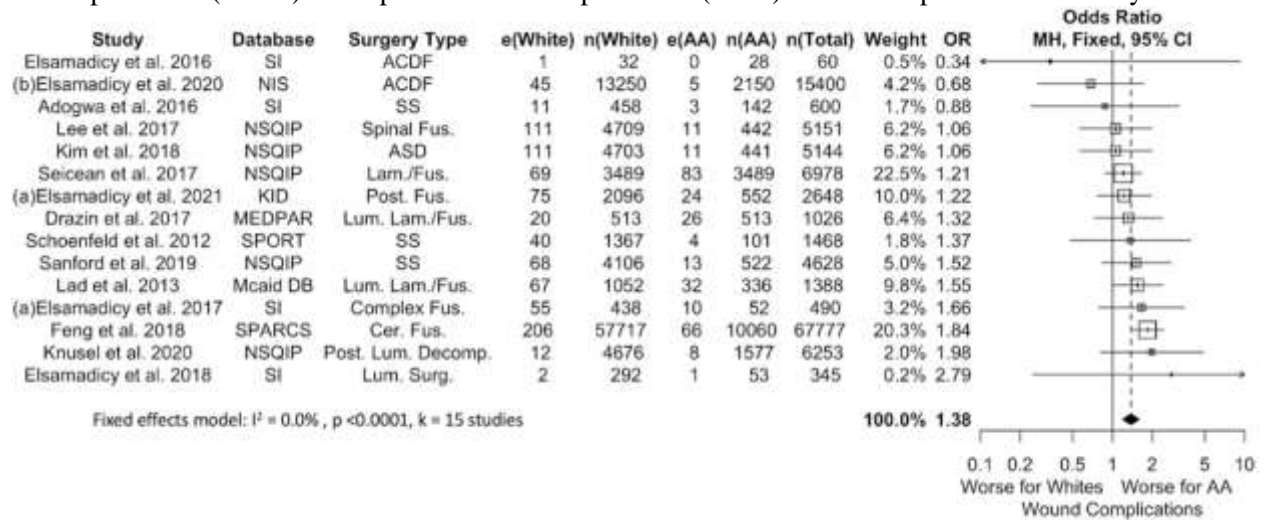 Odds Ratio
Study Database Surgery Type e(White) n(White) e(AA) n(AA) n(Total) Weight OR MH, Fixed, 95% CI
Elsamadicy et al. 2016 SI ACDF 1 32 0 28 60 0.5% 0.34
(b)Elsamadicy et al. 2020 NIS ACDF 45 13250 5 2150 15400 4.2% 0.68
Adogwa et al. 2016 SI SS 11 458 3 142 600 1.7% 0.88
Lee et al. 2017 NSQIP Spinal Fus. 111 4709 11 442 5151 6.2% 1.06
Kim et al. 2018 NSQIP ASD 111 4703 11 441 5144 6.2% 1.06
Seicean et al. 2017 NSQIP Lam./Fus. 69 3489 83 3489 6978 22.5% 1.21
(a)Elsamadicy et al. 2021 KID Post. Fus. 75 2096 24 552 2648 10.0% 1.22
Drazin et al. 2017 MEDPAR Lum. Lam./Fus. 20 513 26 513 1026 6.4% 1.32
Schoenfeld et al. 2012 SPORT SS 40 1367 4 101 1468 1.8% 1.37
Sanford et al. 2019 NSQIP SS 68 4106 13 522 4628 5.0% 1.52
Lad et al. 2013 Mcaid DB Lum. Lam./Fus. 67 1052 32 336 1388 9.8% 1.55
(a)Elsamadicy et al. 2017 SI Complex Fus. 55 438 10 52 490 3.2% 1.66
Feng et al. 2018 SPARCS Cer. Fus. 206 57717 66 10060 67777 20.3% 1.84
Knusel et al. 2020 NSQIP Post. Lum. Decomp. 12 4676 8 1577 6253 2.0% 1.98
Elsamadicy et al. 2018 SI Lum. Surg. 2 292 1 53 345 0.2% 2.79
Fixed effects model: I² = 0.0% , p <0.0001, k = 15 studies 100.0% 1.38
0.1 0.2 0.5 1 2 5 10
Worse for Whites Worse for AA
Wound Complications